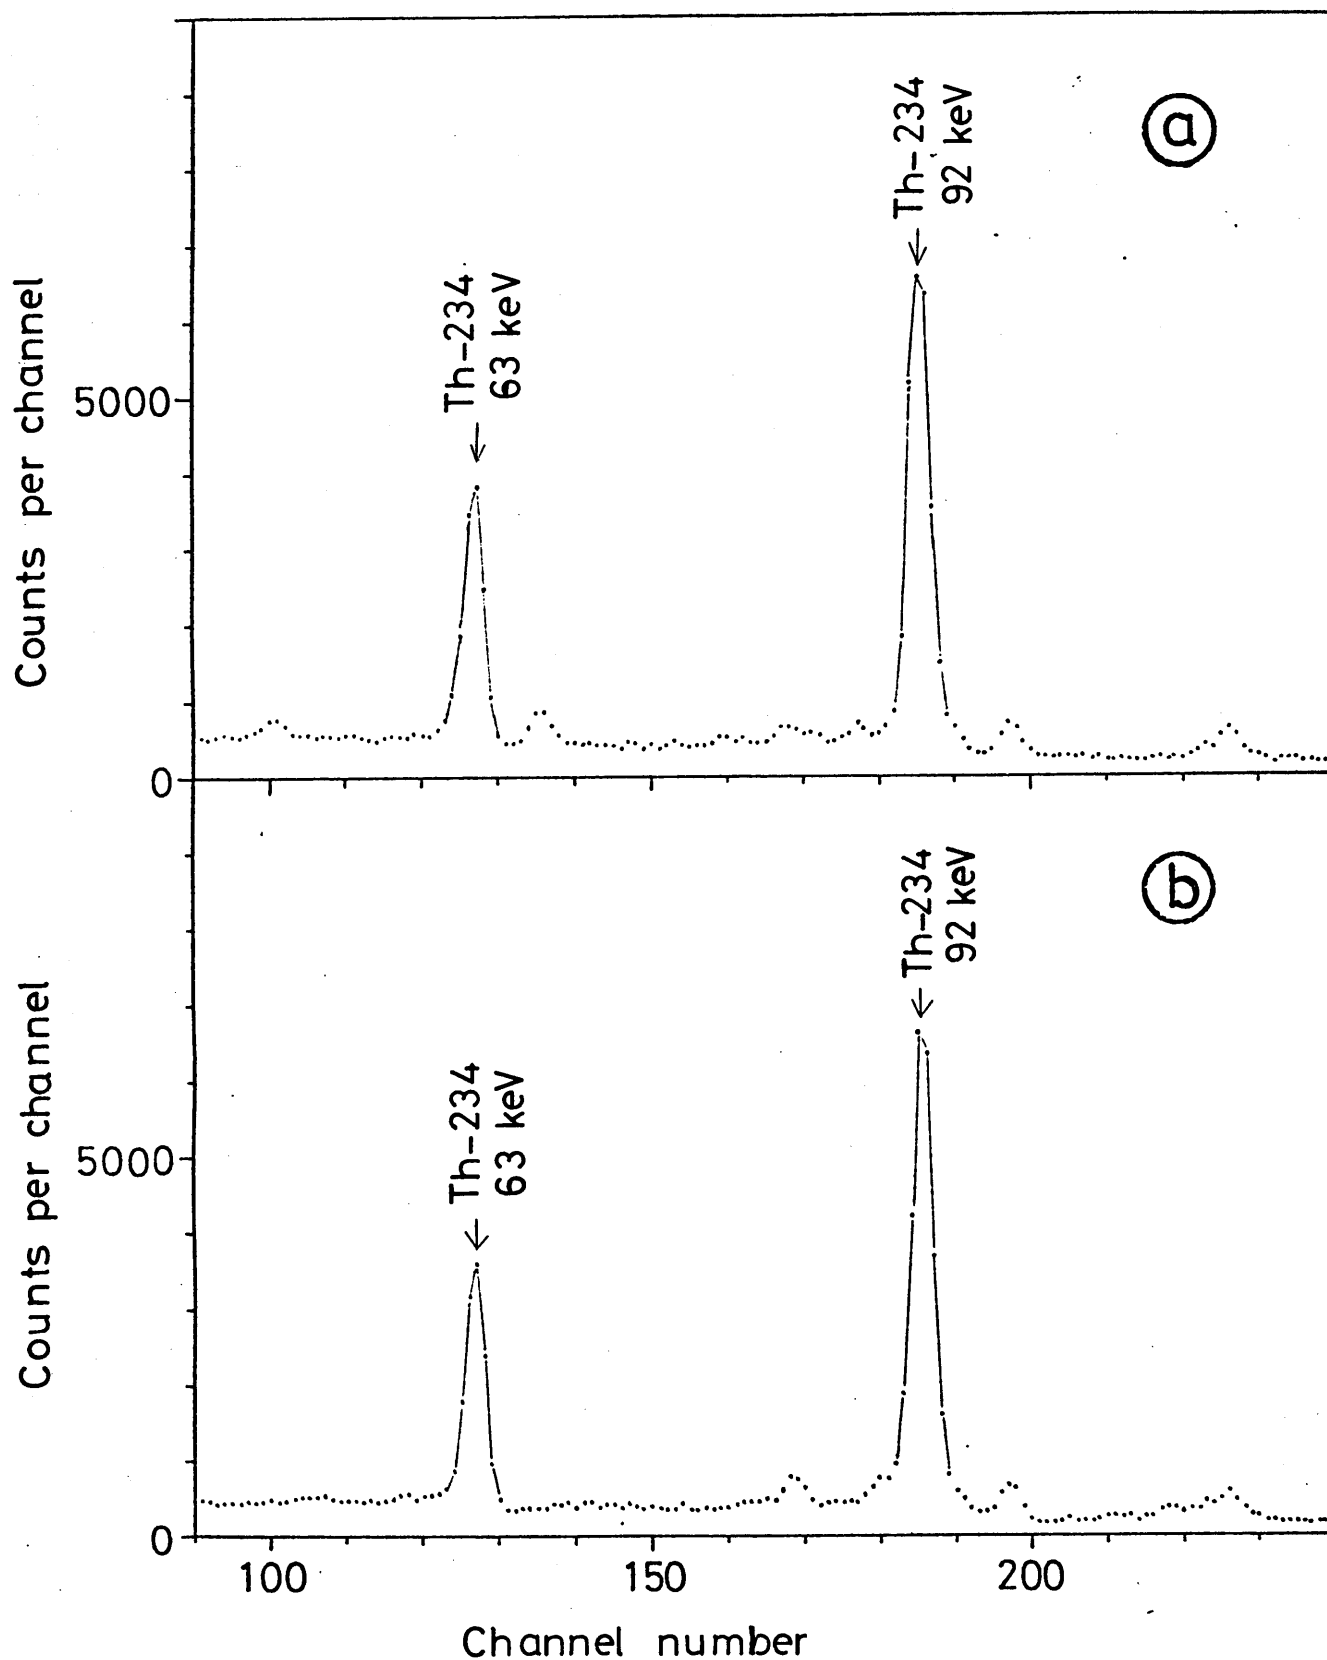 a
Th-234
92 keV
Th-234
63 keV
Counts per channel
5000
0
b
Th-234
92 keV
Th-234
63 keV
Counts per channel
5000
0
100 150 200
Channel number